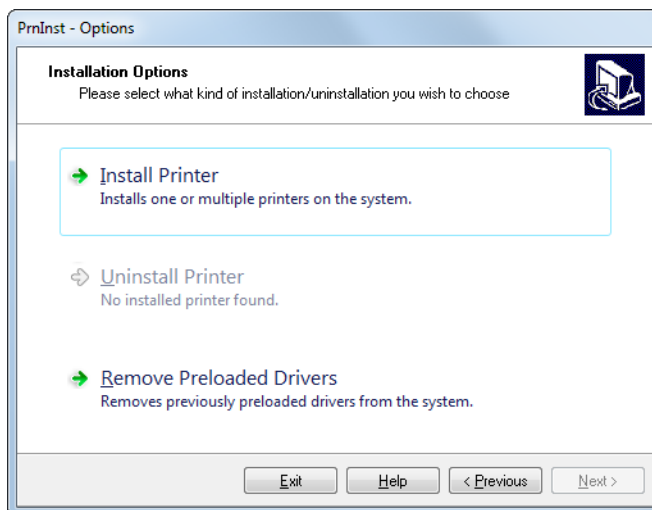 PrnInst - Options
Installation Options
Please select what kind of installation/uninstallation you wish to choose
Install Printer
Installs one or multiple printers on the system.
Uninstall Printer
No installed printer found.
Remove Preloaded Drivers
Removes previously preloaded drivers from the system.
Exit Help < Previous Next >